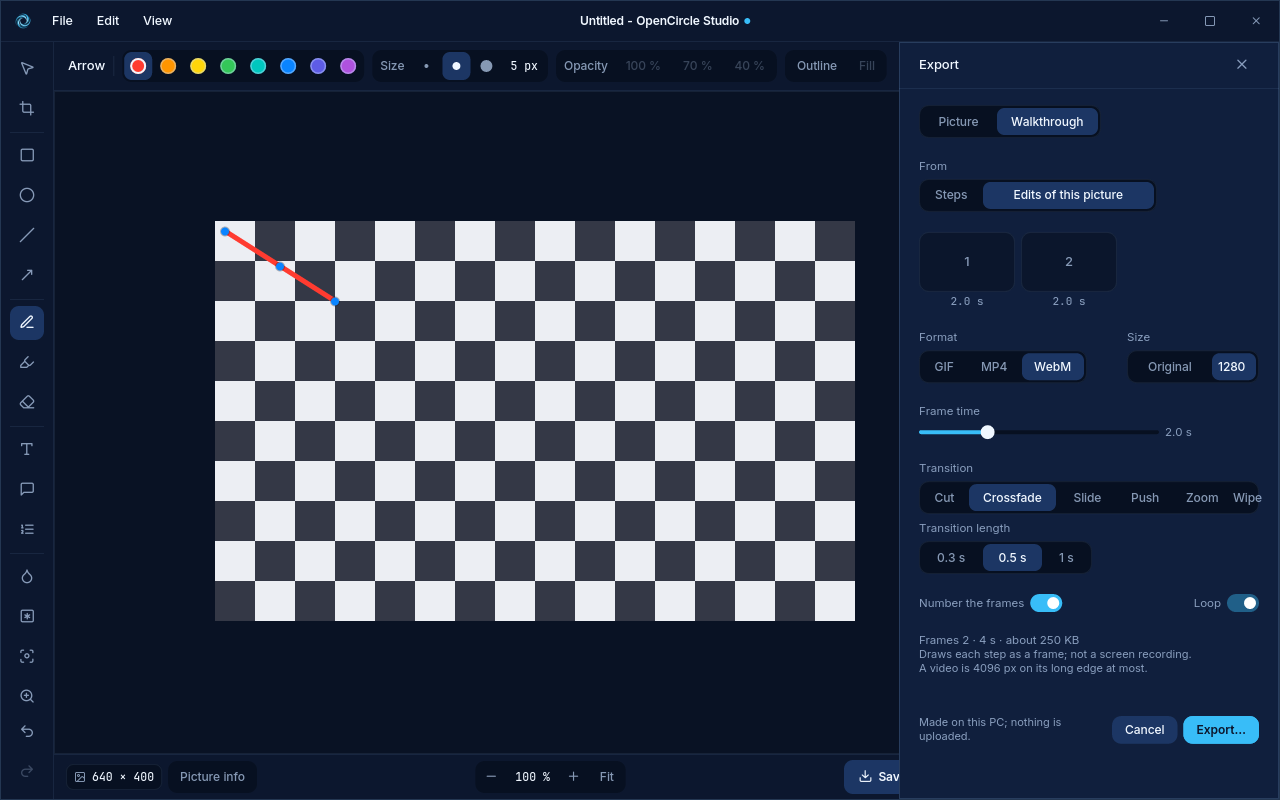 File Edit View
Untitled - OpenCircle Studio
Arrow
Size
5 px
Opacity 100 % 70 % 40 %
Outline Fill
Export
Picture Walkthrough
From
Steps Edits of this picture
1 2
2.0 s 2.0 s
Format Size
GIF MP4 WebM Original 1280
Frame time
2.0 s
Transition
Cut Crossfade Slide Push Zoom Wipe
Transition length
0.3 s 0.5 s 1 s
Number the frames Loop
Frames 2 · 4 s · about 250 KB
Draws each step as a frame; not a screen recording.
A video is 4096 px on its long edge at most.
Made on this PC; nothing is
uploaded.
Cancel Export...
640 × 400 Picture info
100 % Fit
Sav